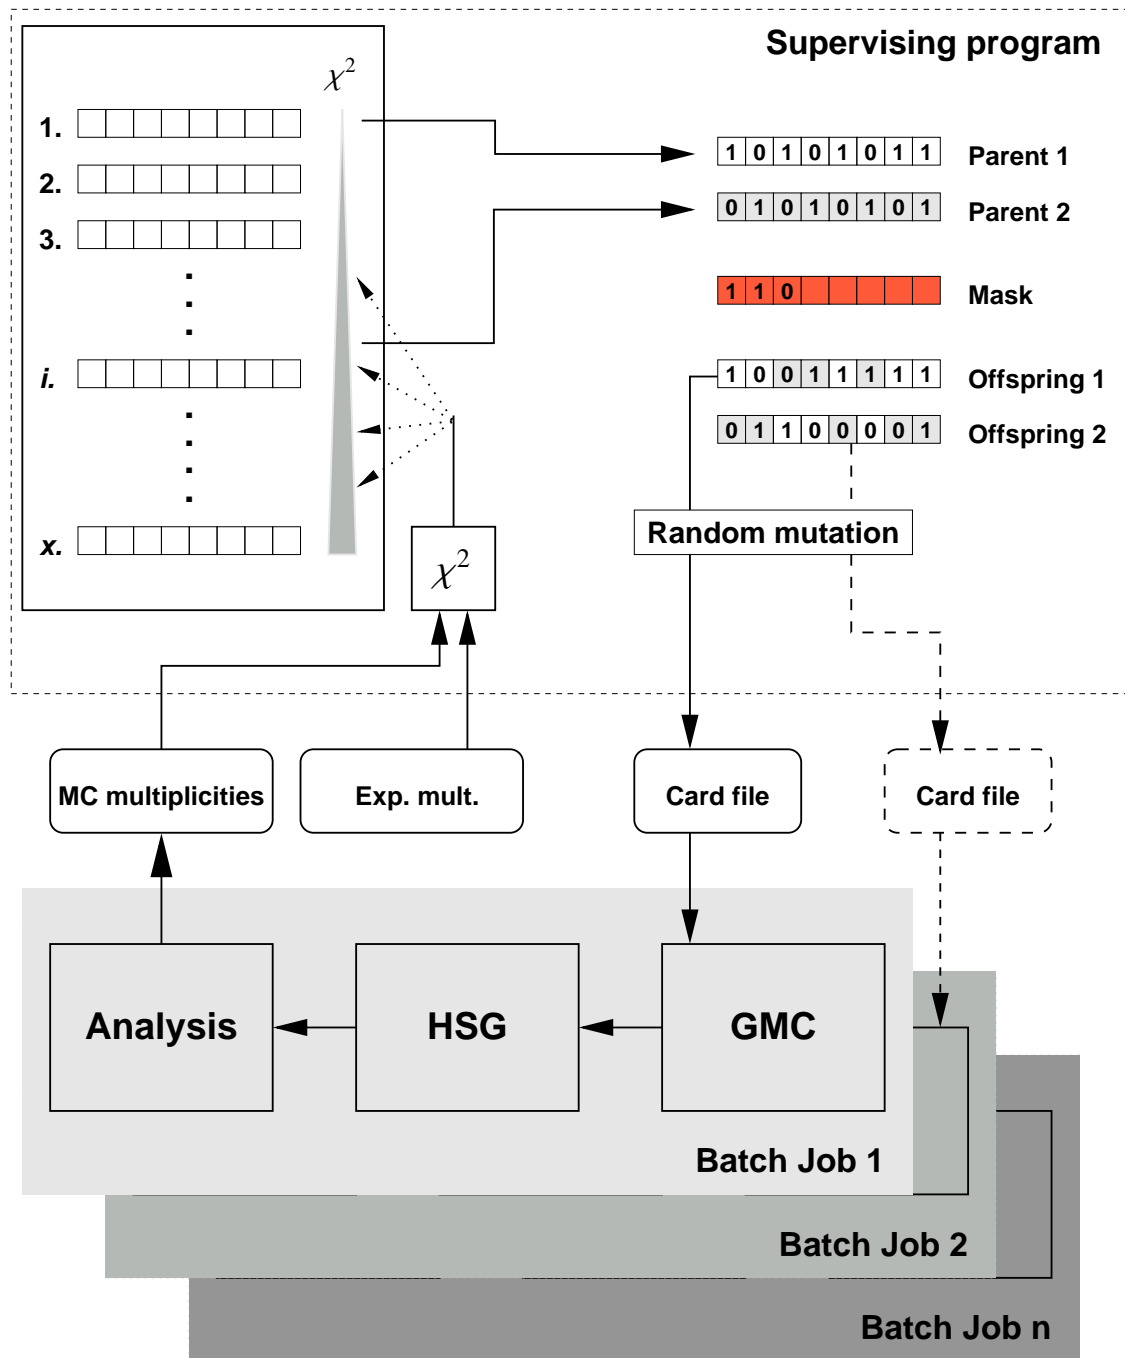 Supervising program
χ2
1.
2.
3.
i.
x.
1 0 1 0 1 0 1 1 Parent 1
0 1 0 1 0 1 0 1 Parent 2
1 1 0 Mask
1 0 0 1 1 1 1 1 Offspring 1
0 1 1 0 0 0 0 1 Offspring 2
Random mutation
χ2
MC multiplicities
Exp. mult.
Card file
Card file
Analysis
HSG
GMC
Batch Job 1
Batch Job 2
Batch Job n